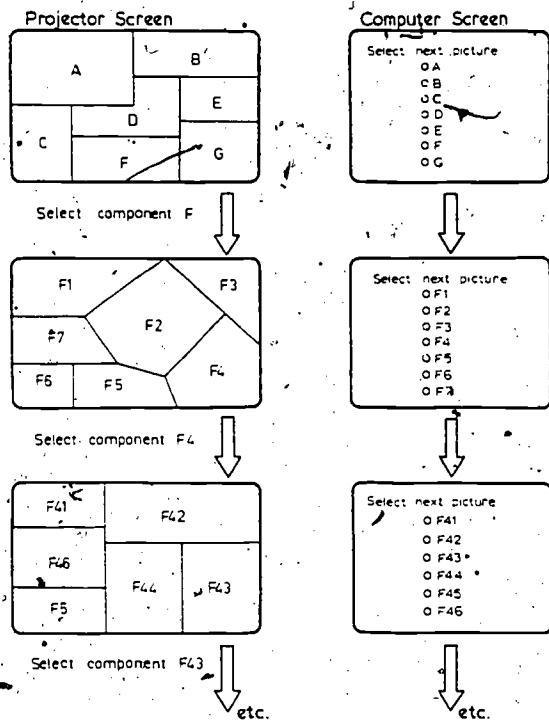 Projector Screen
Computer Screen
A
B
C
D
E
F
G
Select next picture
O A
O B
O C
O D
O E
O F
O G
Select component F
F1
F2
F3
F7
F4
F6
F5
Select next picture
O F1
O F2
O F3
O F4
O F5
O F6
O F7
Select component F4
F41
F42
F46
F44
F43
F5
Select next picture
O F41
O F42
O F43
O F44
O F45
O F46
Select component F43
etc.
etc.